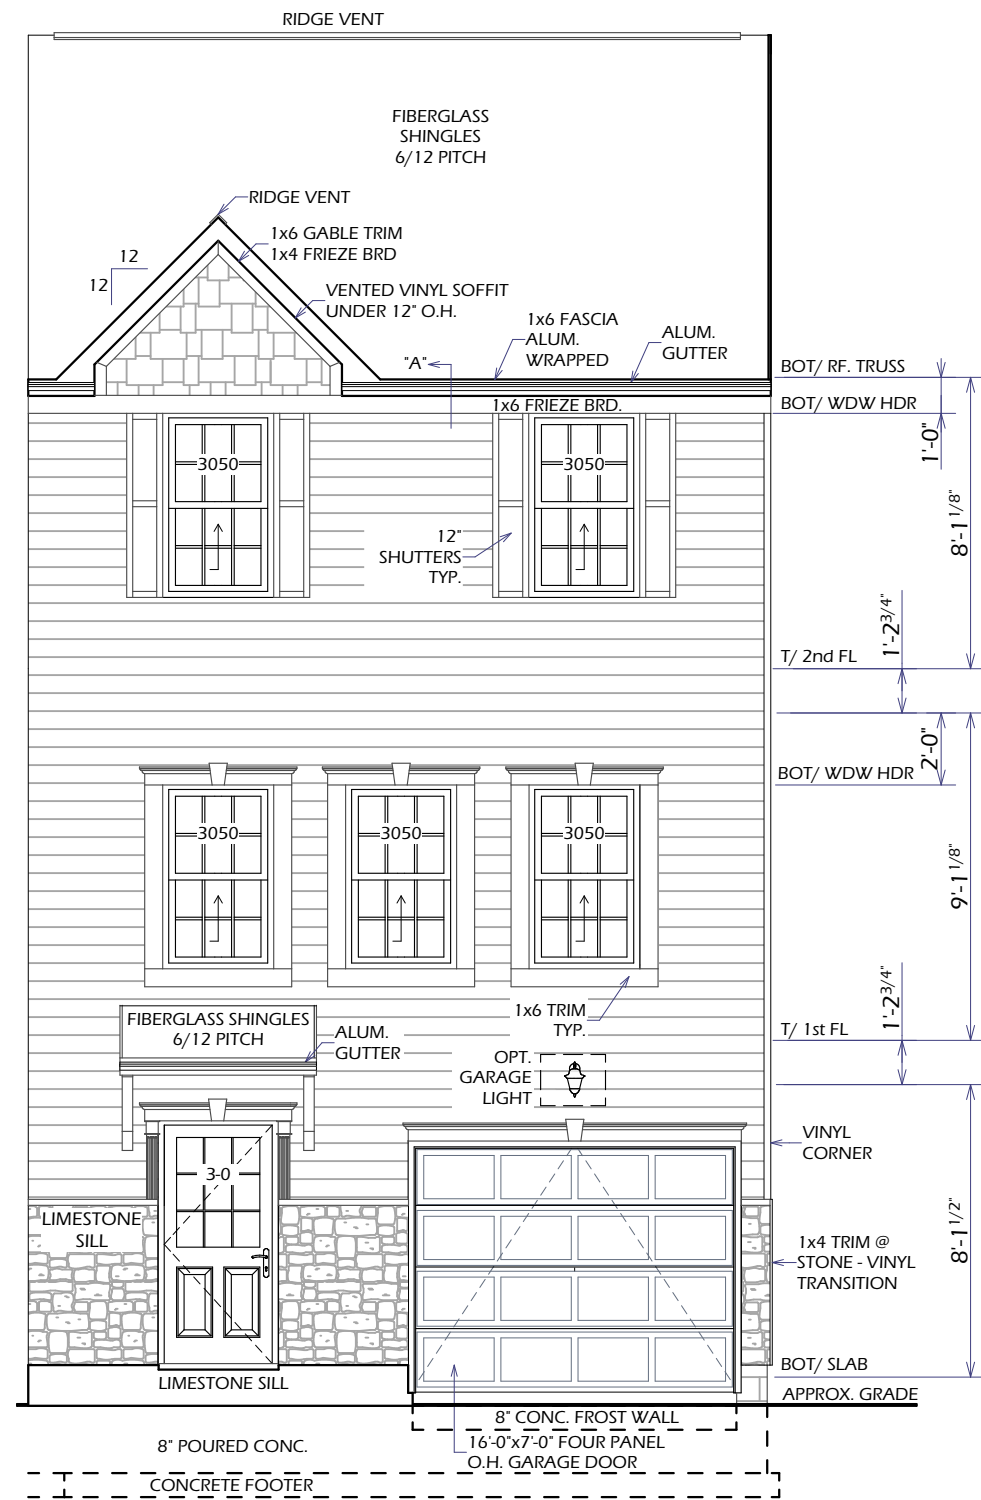 RIDGE VENT
FIBERGLASS
SHINGLES
6/12 PITCH
RIDGE VENT
1x6 GABLE TRIM
1x4 FRIEZE BRD
12
12
VENTED VINYL SOFFIT
UNDER 12" O.H.
1x6 FASCIA
ALUM.
WRAPPED
ALUM.
GUTTER
"A"
BOT/ RF. TRUSS
1x6 FRIEZE BRD.
BOT/ WDW HDR
1'-0"
8'-1 1/8"
3050
3050
12"
SHUTTERS
TYP.
1'-2 3/4"
T/ 2nd FL
2'-0"
BOT/ WDW HDR
3050
3050
3050
9'-1 1/8"
1x6 TRIM
TYP.
1'-2 3/4"
T/ 1st FL
FIBERGLASS SHINGLES
6/12 PITCH
ALUM.
GUTTER
OPT.
GARAGE
LIGHT
VINYL
CORNER
3-0
LIMESTONE
SILL
8'-1 1/2"
1x4 TRIM @
STONE - VINYL
TRANSITION
BOT/ SLAB
LIMESTONE SILL
APPROX. GRADE
8" CONC. FROST WALL
8" POURED CONC.
16'-0"x7'-0" FOUR PANEL
O.H. GARAGE DOOR
CONCRETE FOOTER